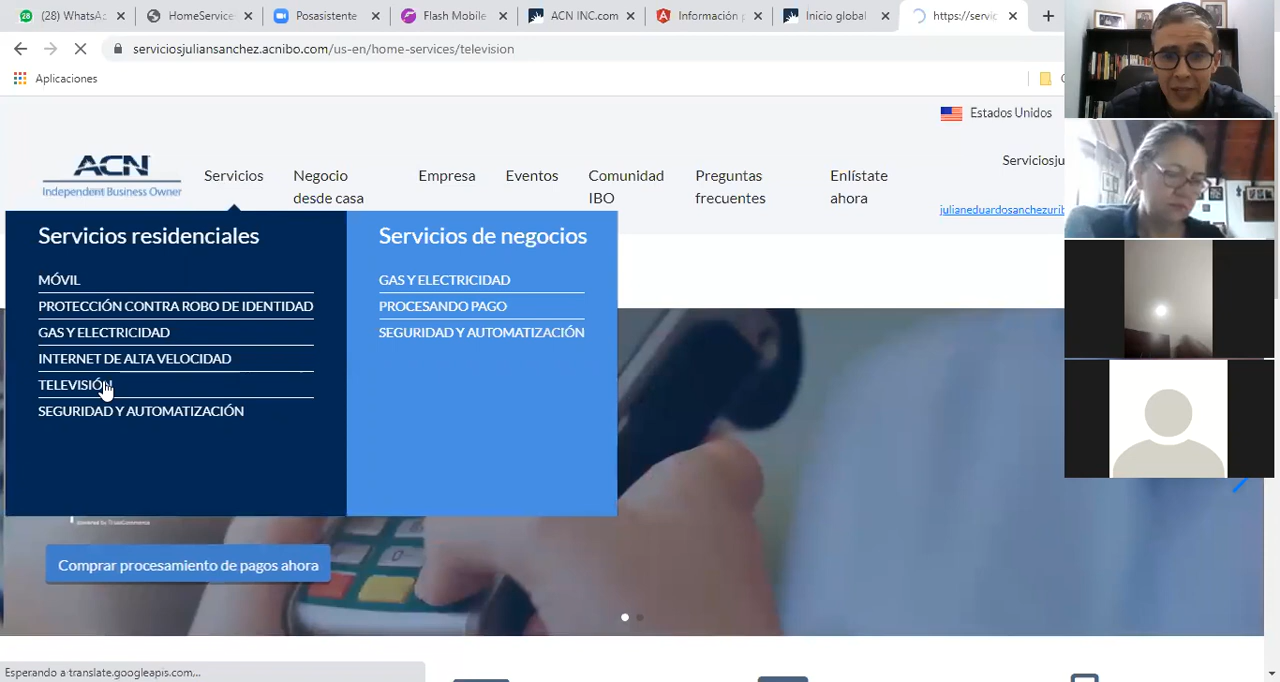 (28) WhatsA
HomeService
Posasistenta
Flash Mobile
ACN INC.com
Información p
Inicio global
https://servic
serviciosjuliansanchez.acnibo.com/us-en/home-services/television
Aplicaciones
Estados Unidos
ACN
Independent Business Owner
Servicios
Negocio
desde casa
Empresa
Eventos
Comunidad
IBO
Preguntas
frecuentes
Enlístate
ahora
Serviciosju
julianeduardosanchezurib
Servicios residenciales
MÓVIL
PROTECCIÓN CONTRA ROBO DE IDENTIDAD
GAS Y ELECTRICIDAD
INTERNET DE ALTA VELOCIDAD
TELEVISIÓN
SEGURIDAD Y AUTOMATIZACIÓN
Servicios de negocios
GAS Y ELECTRICIDAD
PROCESANDO PAGO
SEGURIDAD Y AUTOMATIZACIÓN
Comprar procesamiento de pagos ahora
Esperando a translate.googleapis.com...